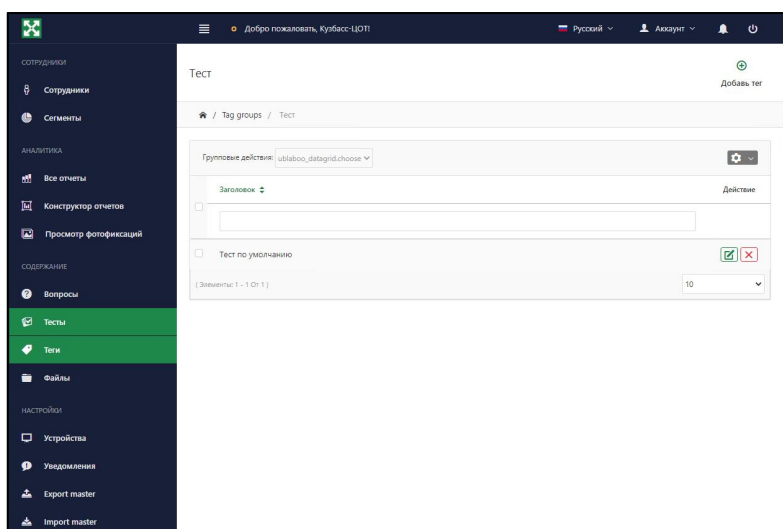 Добро пожаловать, Кузбасс-ЦОТ!
Русский
Аккаунт
СОТРУДНИКИ
Сотрудники
Сегменты
АНАЛИТИКА
Все отчеты
Конструктор отчетов
Просмотр фотофиксаций
СОДЕРЖАНИЕ
Вопросы
Тесты
Теги
Файлы
НАСТРОЙКИ
Устройства
Уведомления
Export master
Import master
Тест
Добавь тег
/ Tag groups / Тест
Групповые действия: ublaboo_datagrid.choose
Заголовок
Действие
Тест по умолчанию
( Элементы: 1 - 1 От 1 )
10